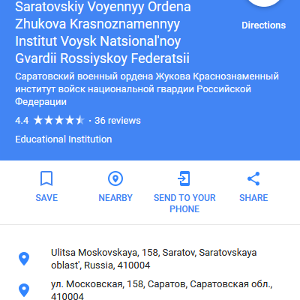 Saratovskiy Voyennyy Ordena
Zhukova Krasnoznamennyy
Institut Voysk Natsional'noy
Gvardii Rossiyskoy Federatsii
Directions
Саратовский военный ордена Жукова Краснознаменный
институт войск национальной гвардии Российской
Федерации
4.4 ★★★★★ · 36 reviews
Educational Institution
SAVE
NEARBY
SEND TO YOUR
PHONE
SHARE
Ulitsa Moskovskaya, 158, Saratov, Saratovskaya
oblast', Russia, 410004
ул. Московская, 158, Саратов, Саратовская обл.,
410004